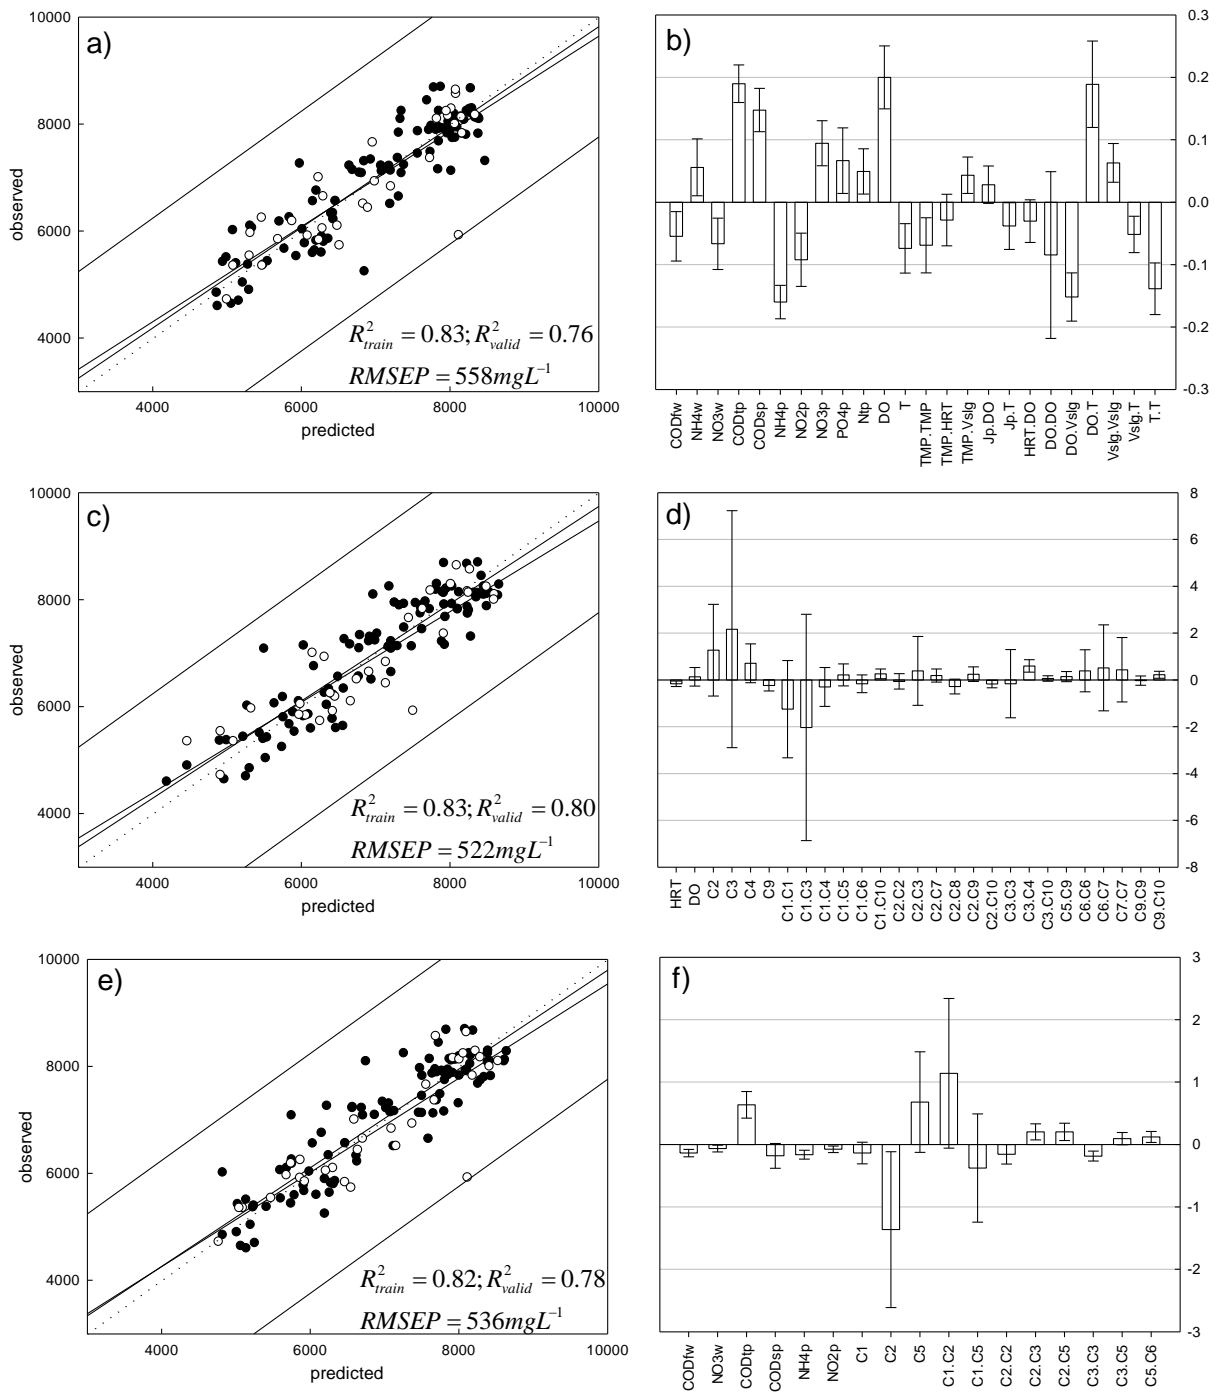 a)
10000
8000
6000
4000
observed
4000 6000 8000 10000
predicted
R²train = 0.83; R²valid = 0.76
RMSEP = 558mgL⁻¹
b)
0.3
0.2
0.1
0.0
-0.1
-0.2
-0.3
CODfw
NH4w
NO3w
CODtp
CODsp
NH4p
NO2p
NO3p
PO4p
Ntp
DO
T
TMP.TMP
TMP.HRT
TMP.Vslg
Jp.DO
Jp.T
HRT.DO
DO.DO
DO.Vslg
DO.T
Vslg.Vslg
Vslg.T
T.T
c)
10000
8000
6000
4000
observed
4000 6000 8000 10000
predicted
R²train = 0.83; R²valid = 0.80
RMSEP = 522mgL⁻¹
d)
8
6
4
2
0
-2
-4
-6
-8
HRT
DO
C2
C3
C4
C9
C1.C1
C1.C3
C1.C4
C1.C5
C1.C6
C1.C10
C2.C2
C2.C3
C2.C7
C2.C8
C2.C9
C2.C10
C3.C3
C3.C4
C3.C10
C5.C9
C6.C6
C6.C7
C7.C7
C9.C9
C9.C10
e)
10000
8000
6000
4000
observed
4000 6000 8000 10000
predicted
R²train = 0.82; R²valid = 0.78
RMSEP = 536mgL⁻¹
f)
3
2
1
0
-1
-2
-3
CODfw
NO3w
CODtp
CODsp
NH4p
NO2p
C1
C2
C5
C1.C2
C1.C5
C2.C2
C2.C3
C2.C5
C3.C3
C3.C5
C5.C6